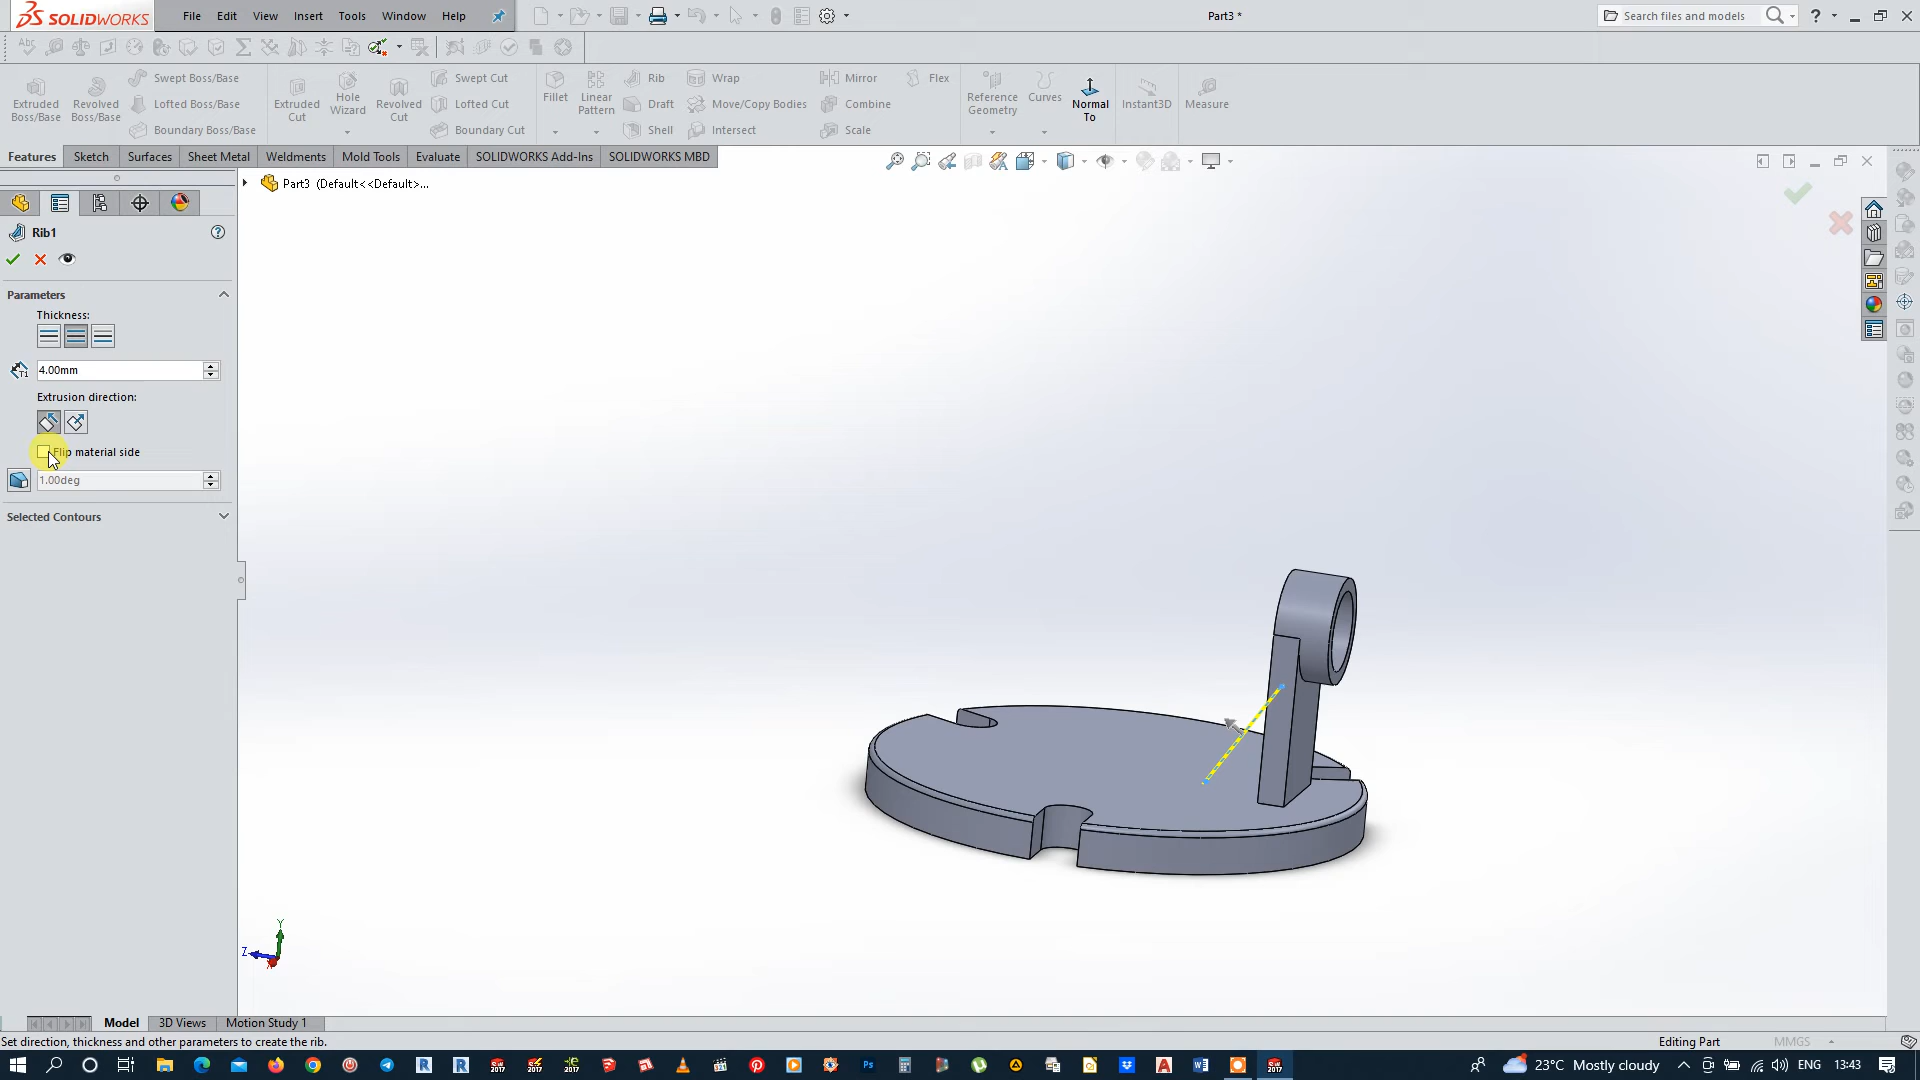 SOLIDWORKS
File Edit View Insert Tools Window Help
Part3 *
Search files and models
Extruded Boss/Base
Revolved Boss/Base
Swept Boss/Base
Lofted Boss/Base
Boundary Boss/Base
Extruded Cut
Hole Wizard
Revolved Cut
Swept Cut
Lofted Cut
Boundary Cut
Fillet
Linear Pattern
Rib
Draft
Shell
Wrap
Move/Copy Bodies
Intersect
Mirror
Combine
Scale
Flex
Reference Geometry
Curves
Normal To
Instant3D
Measure
Features Sketch Surfaces Sheet Metal Weldments Mold Tools Evaluate SOLIDWORKS Add-Ins SOLIDWORKS MBD
Part3 (Default<<Default>...
Rib1
Parameters
Thickness:
4.00mm
Extrusion direction:
Flip material side
1.00deg
Selected Contours
Y
Z
Model 3D Views Motion Study 1
Set direction, thickness and other parameters to create the rib.
Editing Part
MMGS
23°C Mostly cloudy
ENG
13:43